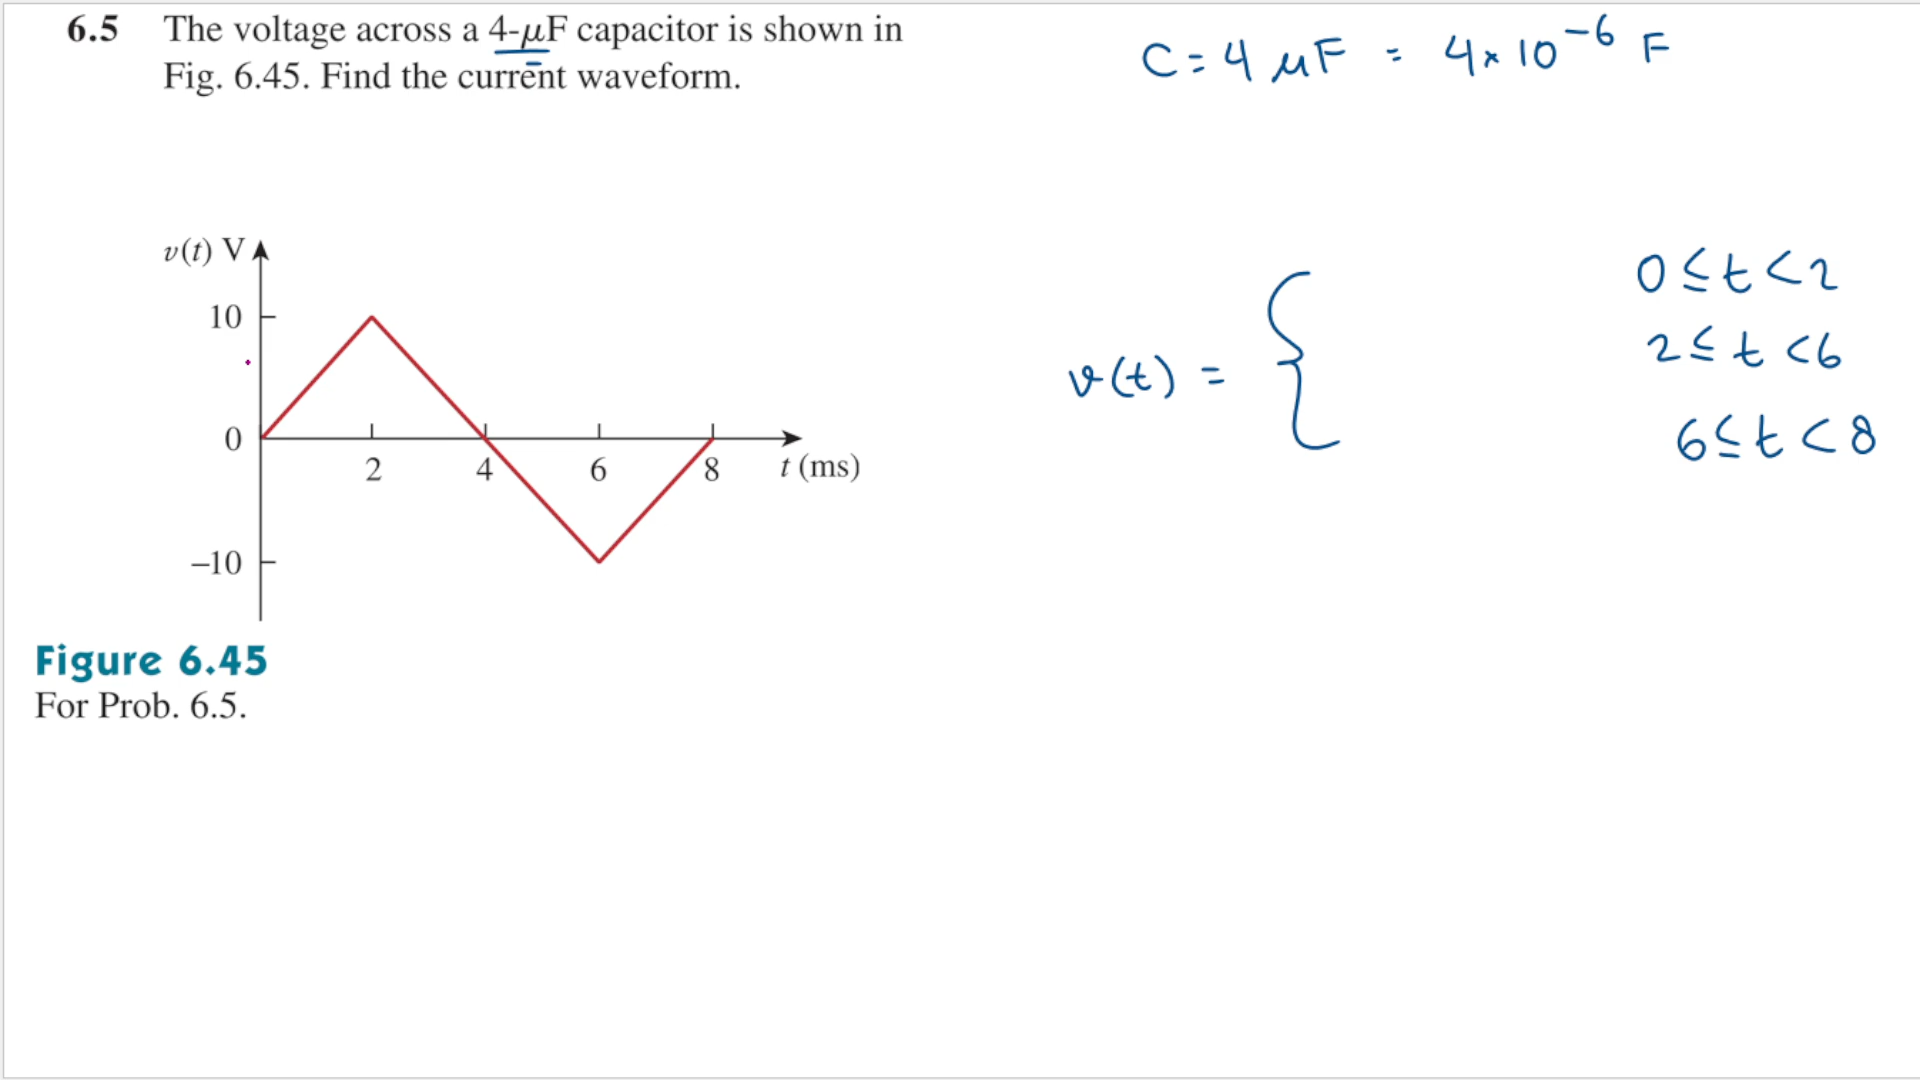 6.5 The voltage across a 4-μF capacitor is shown in
Fig. 6.45. Find the current waveform.
C = 4 μF = 4×10⁻⁶ F
v(t) V
10
0
–10
2 4 6 8 t (ms)
v(t) = {
0 ≤ t < 2
2 ≤ t < 6
6 ≤ t < 8
Figure 6.45
For Prob. 6.5.